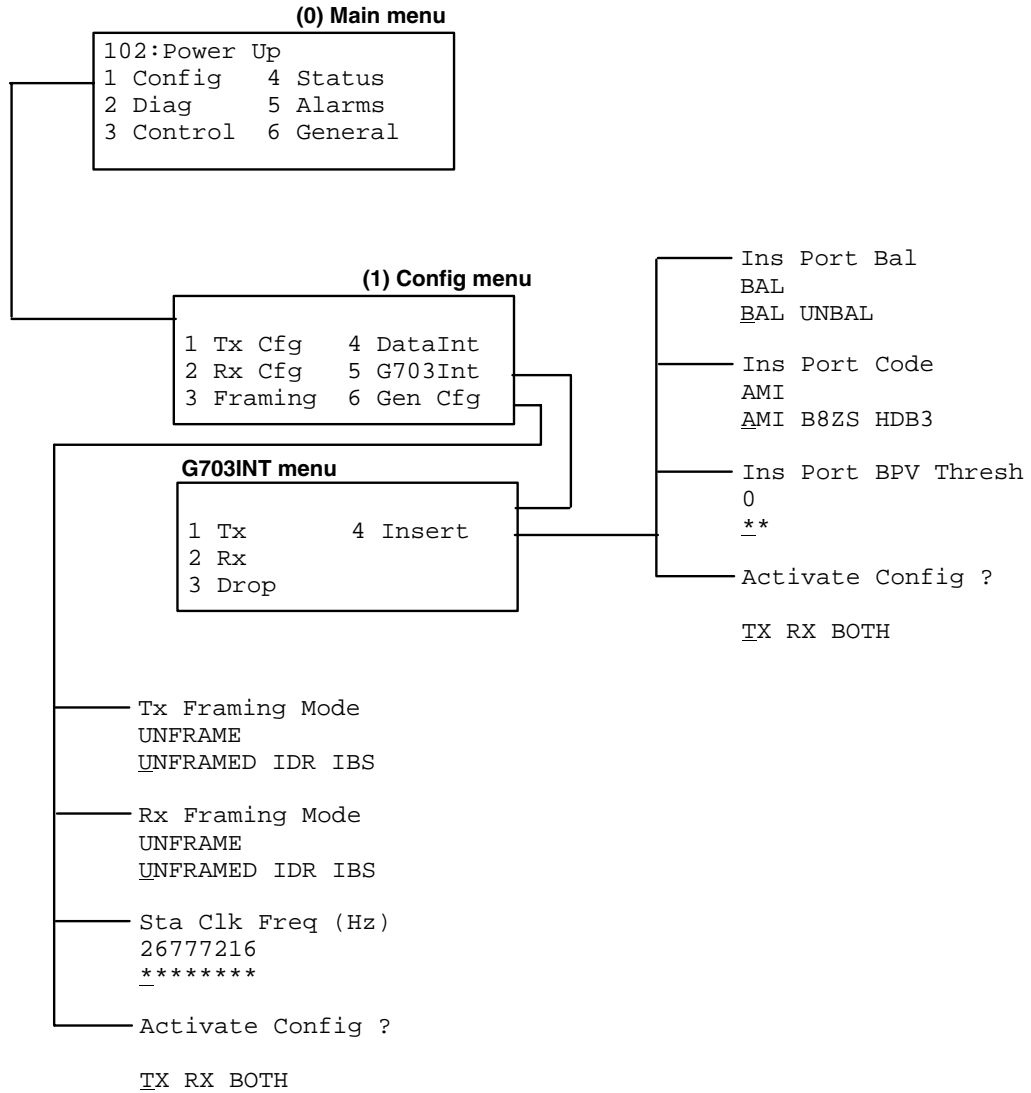 (0) Main menu
102:Power Up
1 Config 4 Status
2 Diag 5 Alarms
3 Control 6 General
(1) Config menu
1 Tx Cfg 4 DataInt
2 Rx Cfg 5 G703Int
3 Framing 6 Gen Cfg
G703INT menu
1 Tx 4 Insert
2 Rx
3 Drop
Ins Port Bal
BAL
BAL UNBAL
Ins Port Code
AMI
AMI B8ZS HDB3
Ins Port BPV Thresh
0
**
Activate Config ?
TX RX BOTH
Tx Framing Mode
UNFRAME
UNFRAMED IDR IBS
Rx Framing Mode
UNFRAME
UNFRAMED IDR IBS
Sta Clk Freq (Hz)
26777216
********
Activate Config ?
TX RX BOTH